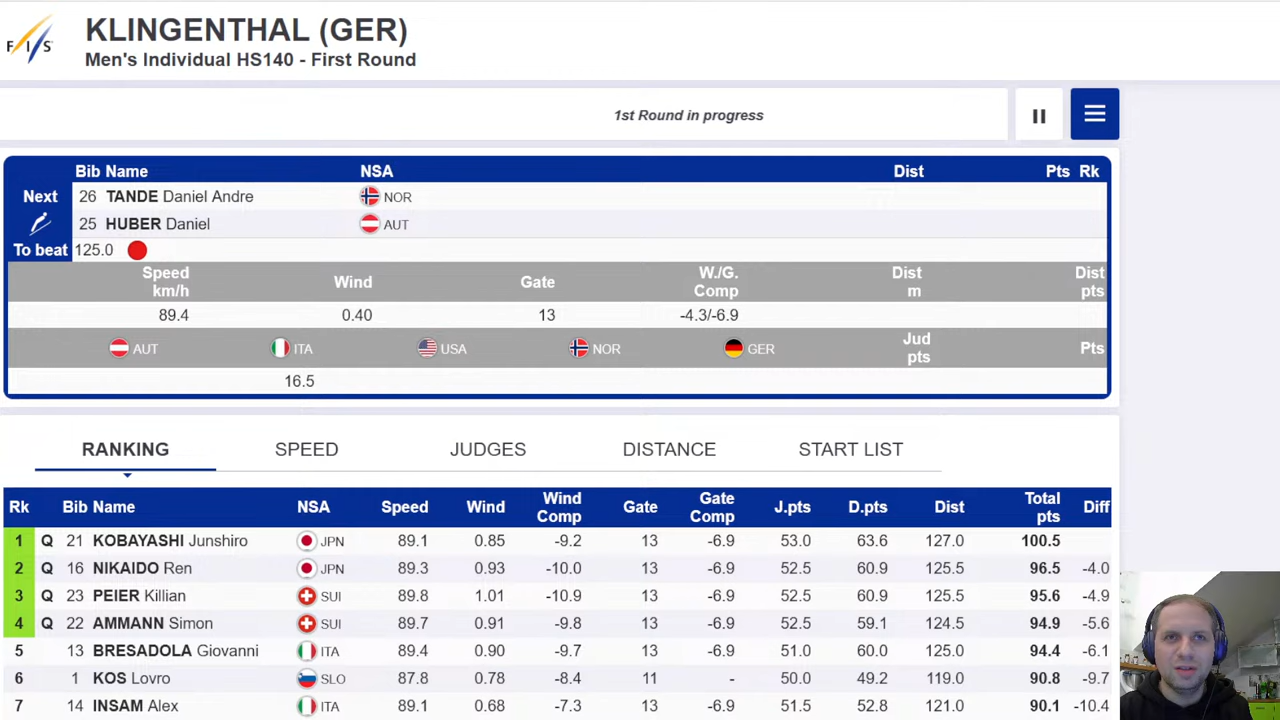 FIS
KLINGENTHAL (GER)
Men's Individual HS140 - First Round
1st Round in progress
Bib Name NSA Dist Pts Rk
Next 26 TANDE Daniel Andre NOR
25 HUBER Daniel AUT
To beat 125.0
Speed km/h Wind Gate W./G. Comp Dist m Dist pts
89.4 0.40 13 -4.3/-6.9
AUT ITA USA NOR GER Jud pts Pts
16.5
RANKING SPEED JUDGES DISTANCE START LIST
Rk Bib Name NSA Speed Wind Wind Comp Gate Gate Comp J.pts D.pts Dist Total pts Diff
1 Q 21 KOBAYASHI Junshiro JPN 89.1 0.85 -9.2 13 -6.9 53.0 63.6 127.0 100.5
2 Q 16 NIKAIDO Ren JPN 89.3 0.93 -10.0 13 -6.9 52.5 60.9 125.5 96.5 -4.0
3 Q 23 PEIER Killian SUI 89.8 1.01 -10.9 13 -6.9 52.5 60.9 125.5 95.6 -4.9
4 Q 22 AMMANN Simon SUI 89.7 0.91 -9.8 13 -6.9 52.5 59.1 124.5 94.9 -5.6
5 13 BRESADOLA Giovanni ITA 89.4 0.90 -9.7 13 -6.9 51.0 60.0 125.0 94.4 -6.1
6 1 KOS Lovro SLO 87.8 0.78 -8.4 11 - 50.0 49.2 119.0 90.8 -9.7
7 14 INSAM Alex ITA 89.1 0.68 -7.3 13 -6.9 51.5 52.8 121.0 90.1 -10.4